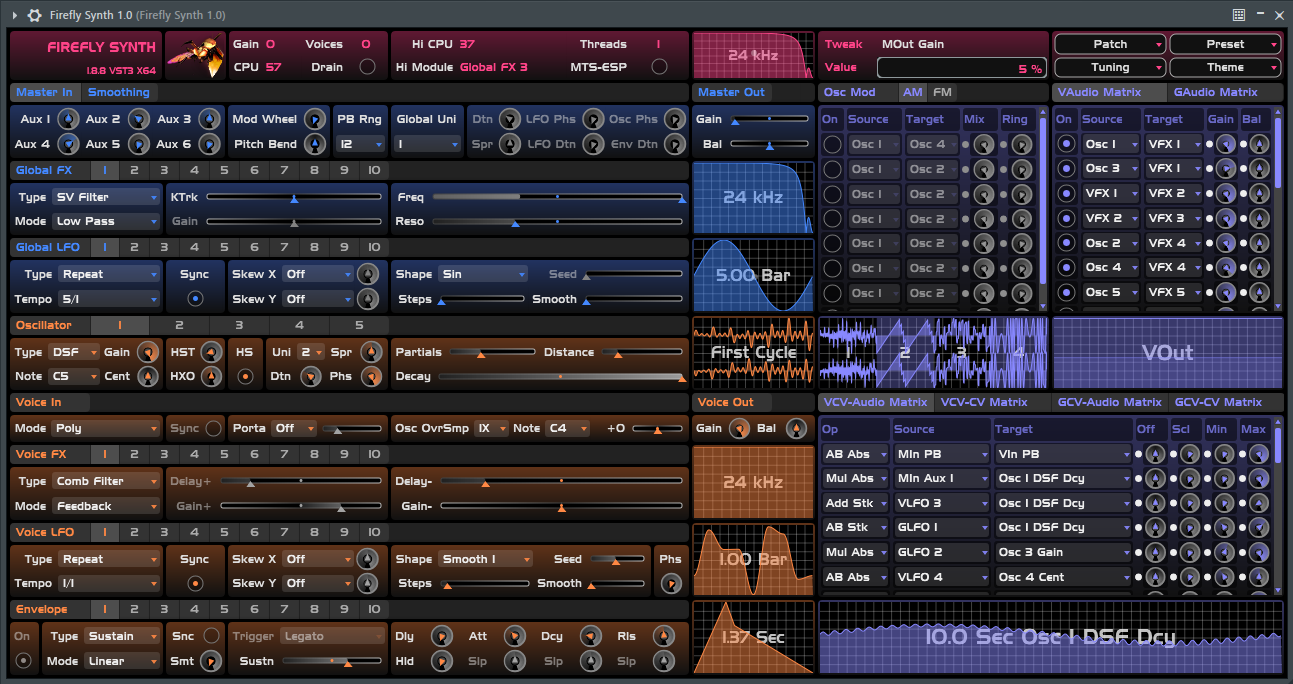 Firefly Synth 1.0 (Firefly Synth 1.0)
FIREFLY SYNTH
1.8.8 VST3 X64
Gain 0 Voices 0
CPU 57 Drain
Hi CPU 37 Threads 1
Hi Module Global FX 3 MTS-ESP
24 kHz
Tweak MOut Gain
Value 5 %
Patch Preset
Tuning Theme
Master In Smoothing
Aux 1 Aux 2 Aux 3 Mod Wheel PB Rng Global Uni Dtn LFO Phs Osc Phs
Aux 4 Aux 5 Aux 6 Pitch Bend 12 1 Spr LFO Dtn Env Dtn
Master Out
Gain
Bal
Global FX 1 2 3 4 5 6 7 8 9 10
Type SV Filter KTrk Freq
Mode Low Pass Gain Reso
24 kHz
Global LFO 1 2 3 4 5 6 7 8 9 10
Type Repeat Sync Skew X Off Shape Sin Seed
Tempo 5/1 Skew Y Off Steps Smooth
5.00 Bar
Oscillator 1 2 3 4 5
Type DSF Gain HST HS Uni 2 Spr Partials Distance
Note C5 Cent HXO Dtn Phs Decay
First Cycle
Voice In
Mode Poly Sync Porta Off Osc OvrSmp 1X Note C4 +0
Voice Out
Gain Bal
Voice FX 1 2 3 4 5 6 7 8 9 10
Type Comb Filter Delay+ Delay-
Mode Feedback Gain+ Gain-
24 kHz
Voice LFO 1 2 3 4 5 6 7 8 9 10
Type Repeat Sync Skew X Off Shape Smooth 1 Seed Phs
Tempo 1/1 Skew Y Off Steps Smooth
1.00 Bar
Envelope 1 2 3 4 5 6 7 8 9 10
On Type Sustain Snc Trigger Legato Dly Att Dcy Rls
Mode Linear Smt Sustn Hld Slp Slp Slp
1.37 Sec
Osc Mod AM FM
On Source Target Mix Ring
Osc 1 Osc 4
Osc 1 Osc 2
Osc 1 Osc 2
Osc 1 Osc 2
Osc 1 Osc 2
Osc 1 Osc 2
Osc 1 Osc 2
1 2 3 4
VAudio Matrix GAudio Matrix
On Source Target Gain Bal
Osc 1 VFX 1
Osc 3 VFX 1
VFX 1 VFX 2
VFX 2 VFX 3
Osc 2 VFX 4
Osc 4 VFX 4
Osc 5 VFX 5
VOut
VCV-Audio Matrix VCV-CV Matrix GCV-Audio Matrix GCV-CV Matrix
Op Source Target Off Scl Min Max
AB Abs MIn PB VIn PB
Mul Abs MIn Aux 1 Osc 1 DSF Dcy
Add Stk VLFO 3 Osc 1 DSF Dcy
AB Stk GLFO 1 Osc 1 DSF Dcy
Mul Abs GLFO 2 Osc 3 Gain
AB Abs VLFO 4 Osc 4 Cent
10.0 Sec Osc 1 DSF Dcy